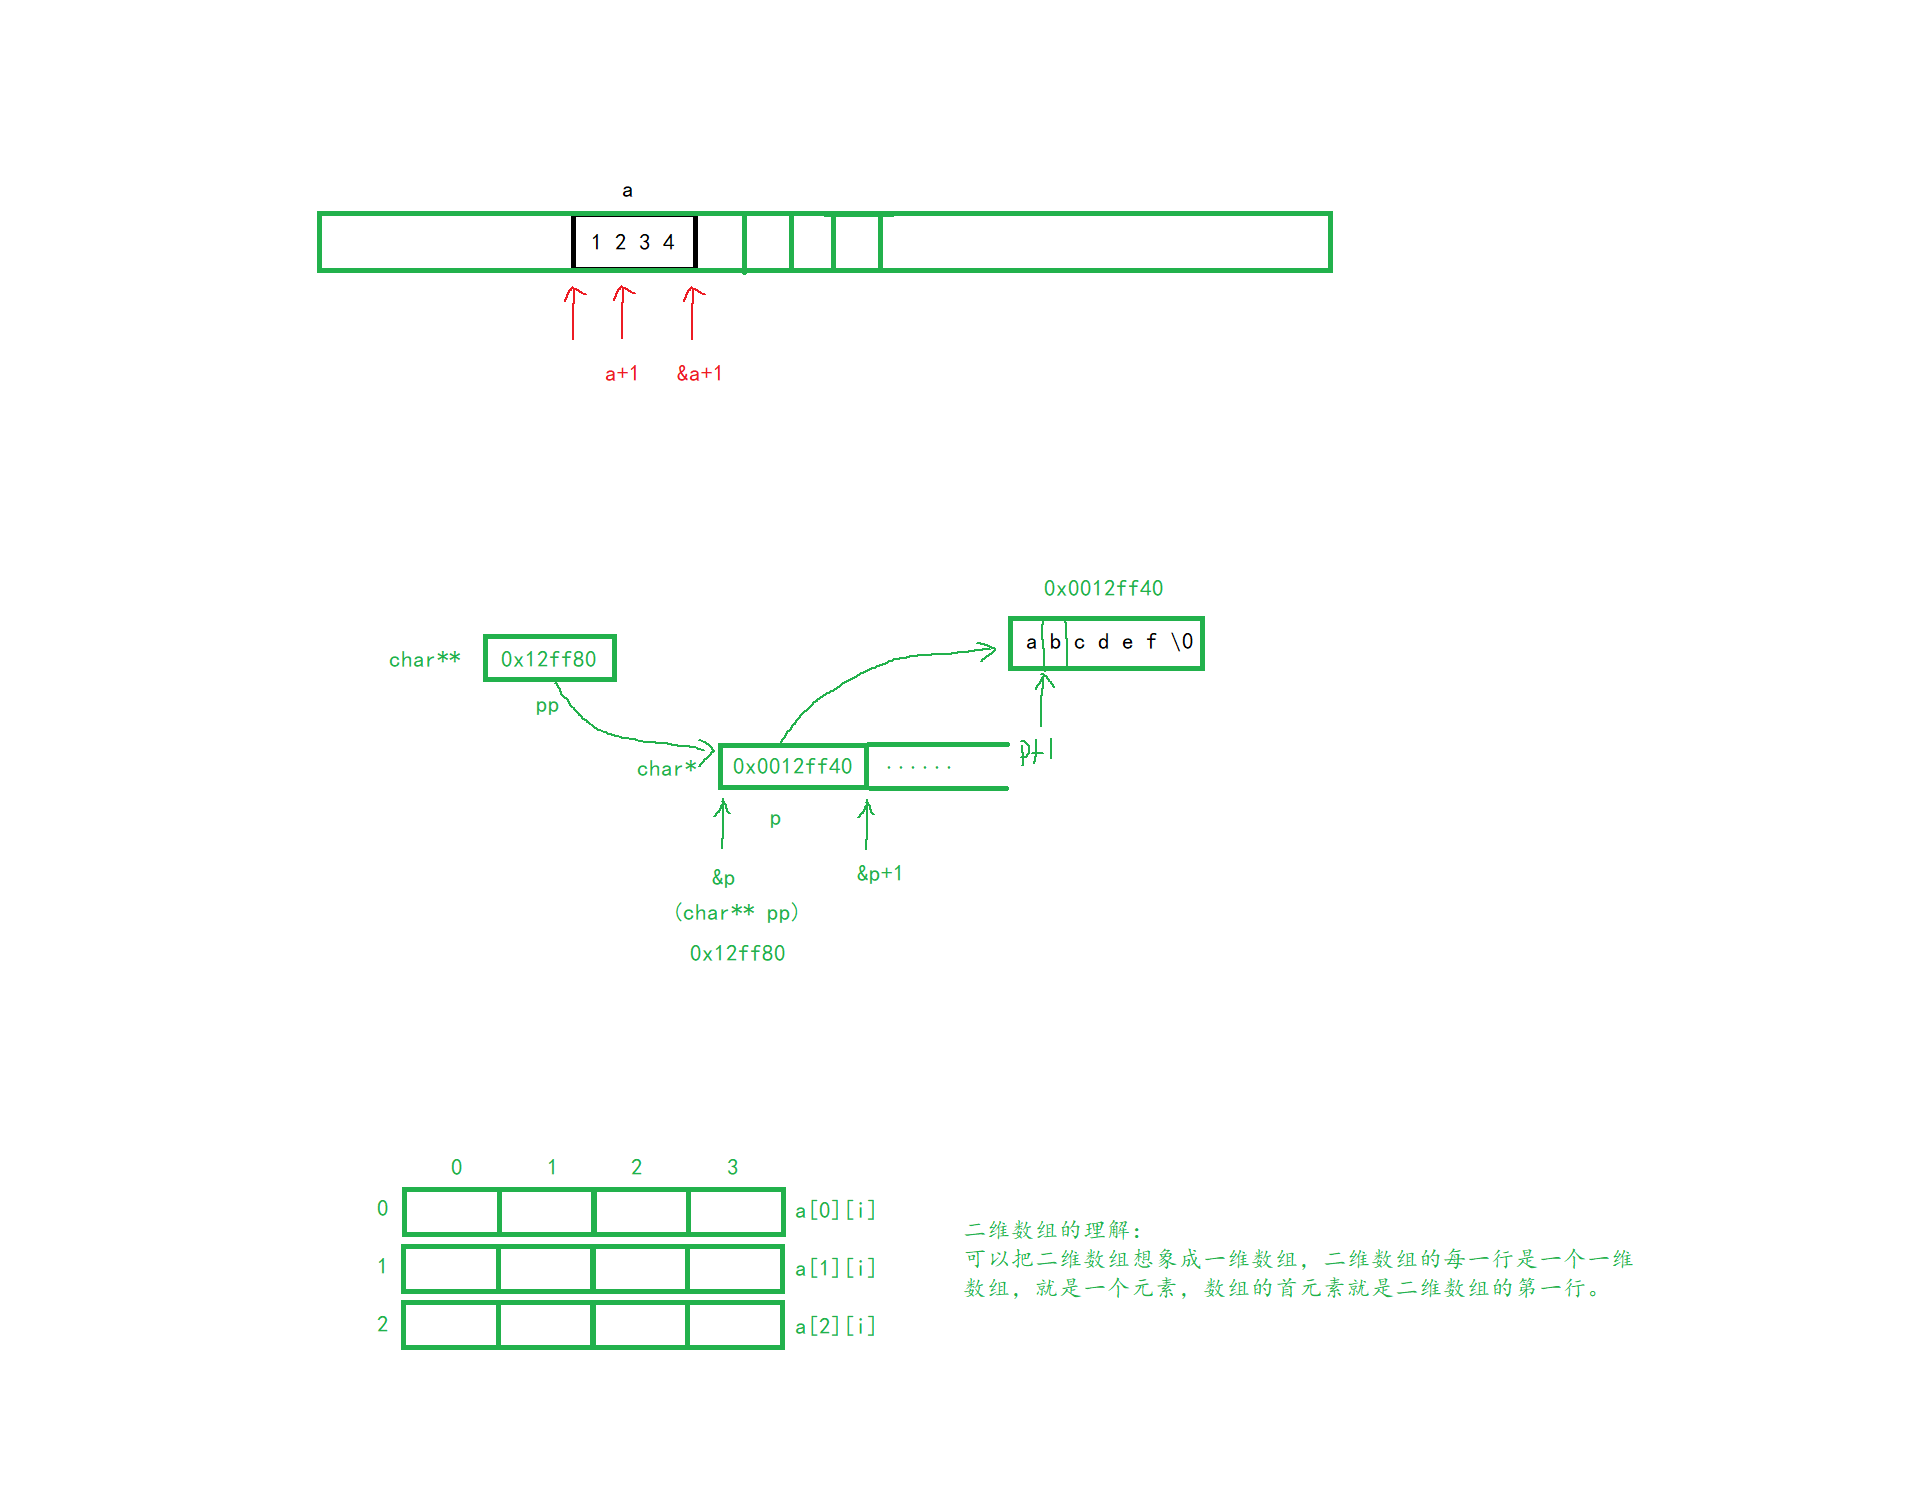 a
1 2 3 4
a+1 &a+1
0x0012ff40
a b c d e f \0
char** 0x12ff80
pp
p+1
char* 0x0012ff40 ......
p
&p &p+1
(char** pp)
0x12ff80
0 1 2 3
0 a[0][i]
1 a[1][i]
2 a[2][i]
二维数组的理解：
可以把二维数组想象成一维数组，二维数组的每一行是一个一维
数组，就是一个元素，数组的首元素就是二维数组的第一行。